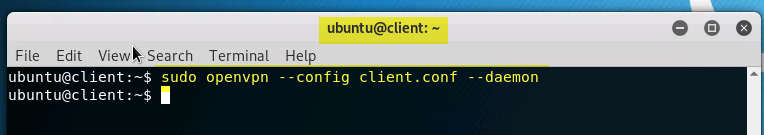 ubuntu@client: ~
File Edit View Search Terminal Help
ubuntu@client:~$ sudo openvpn --config client.conf --daemon
ubuntu@client:~$